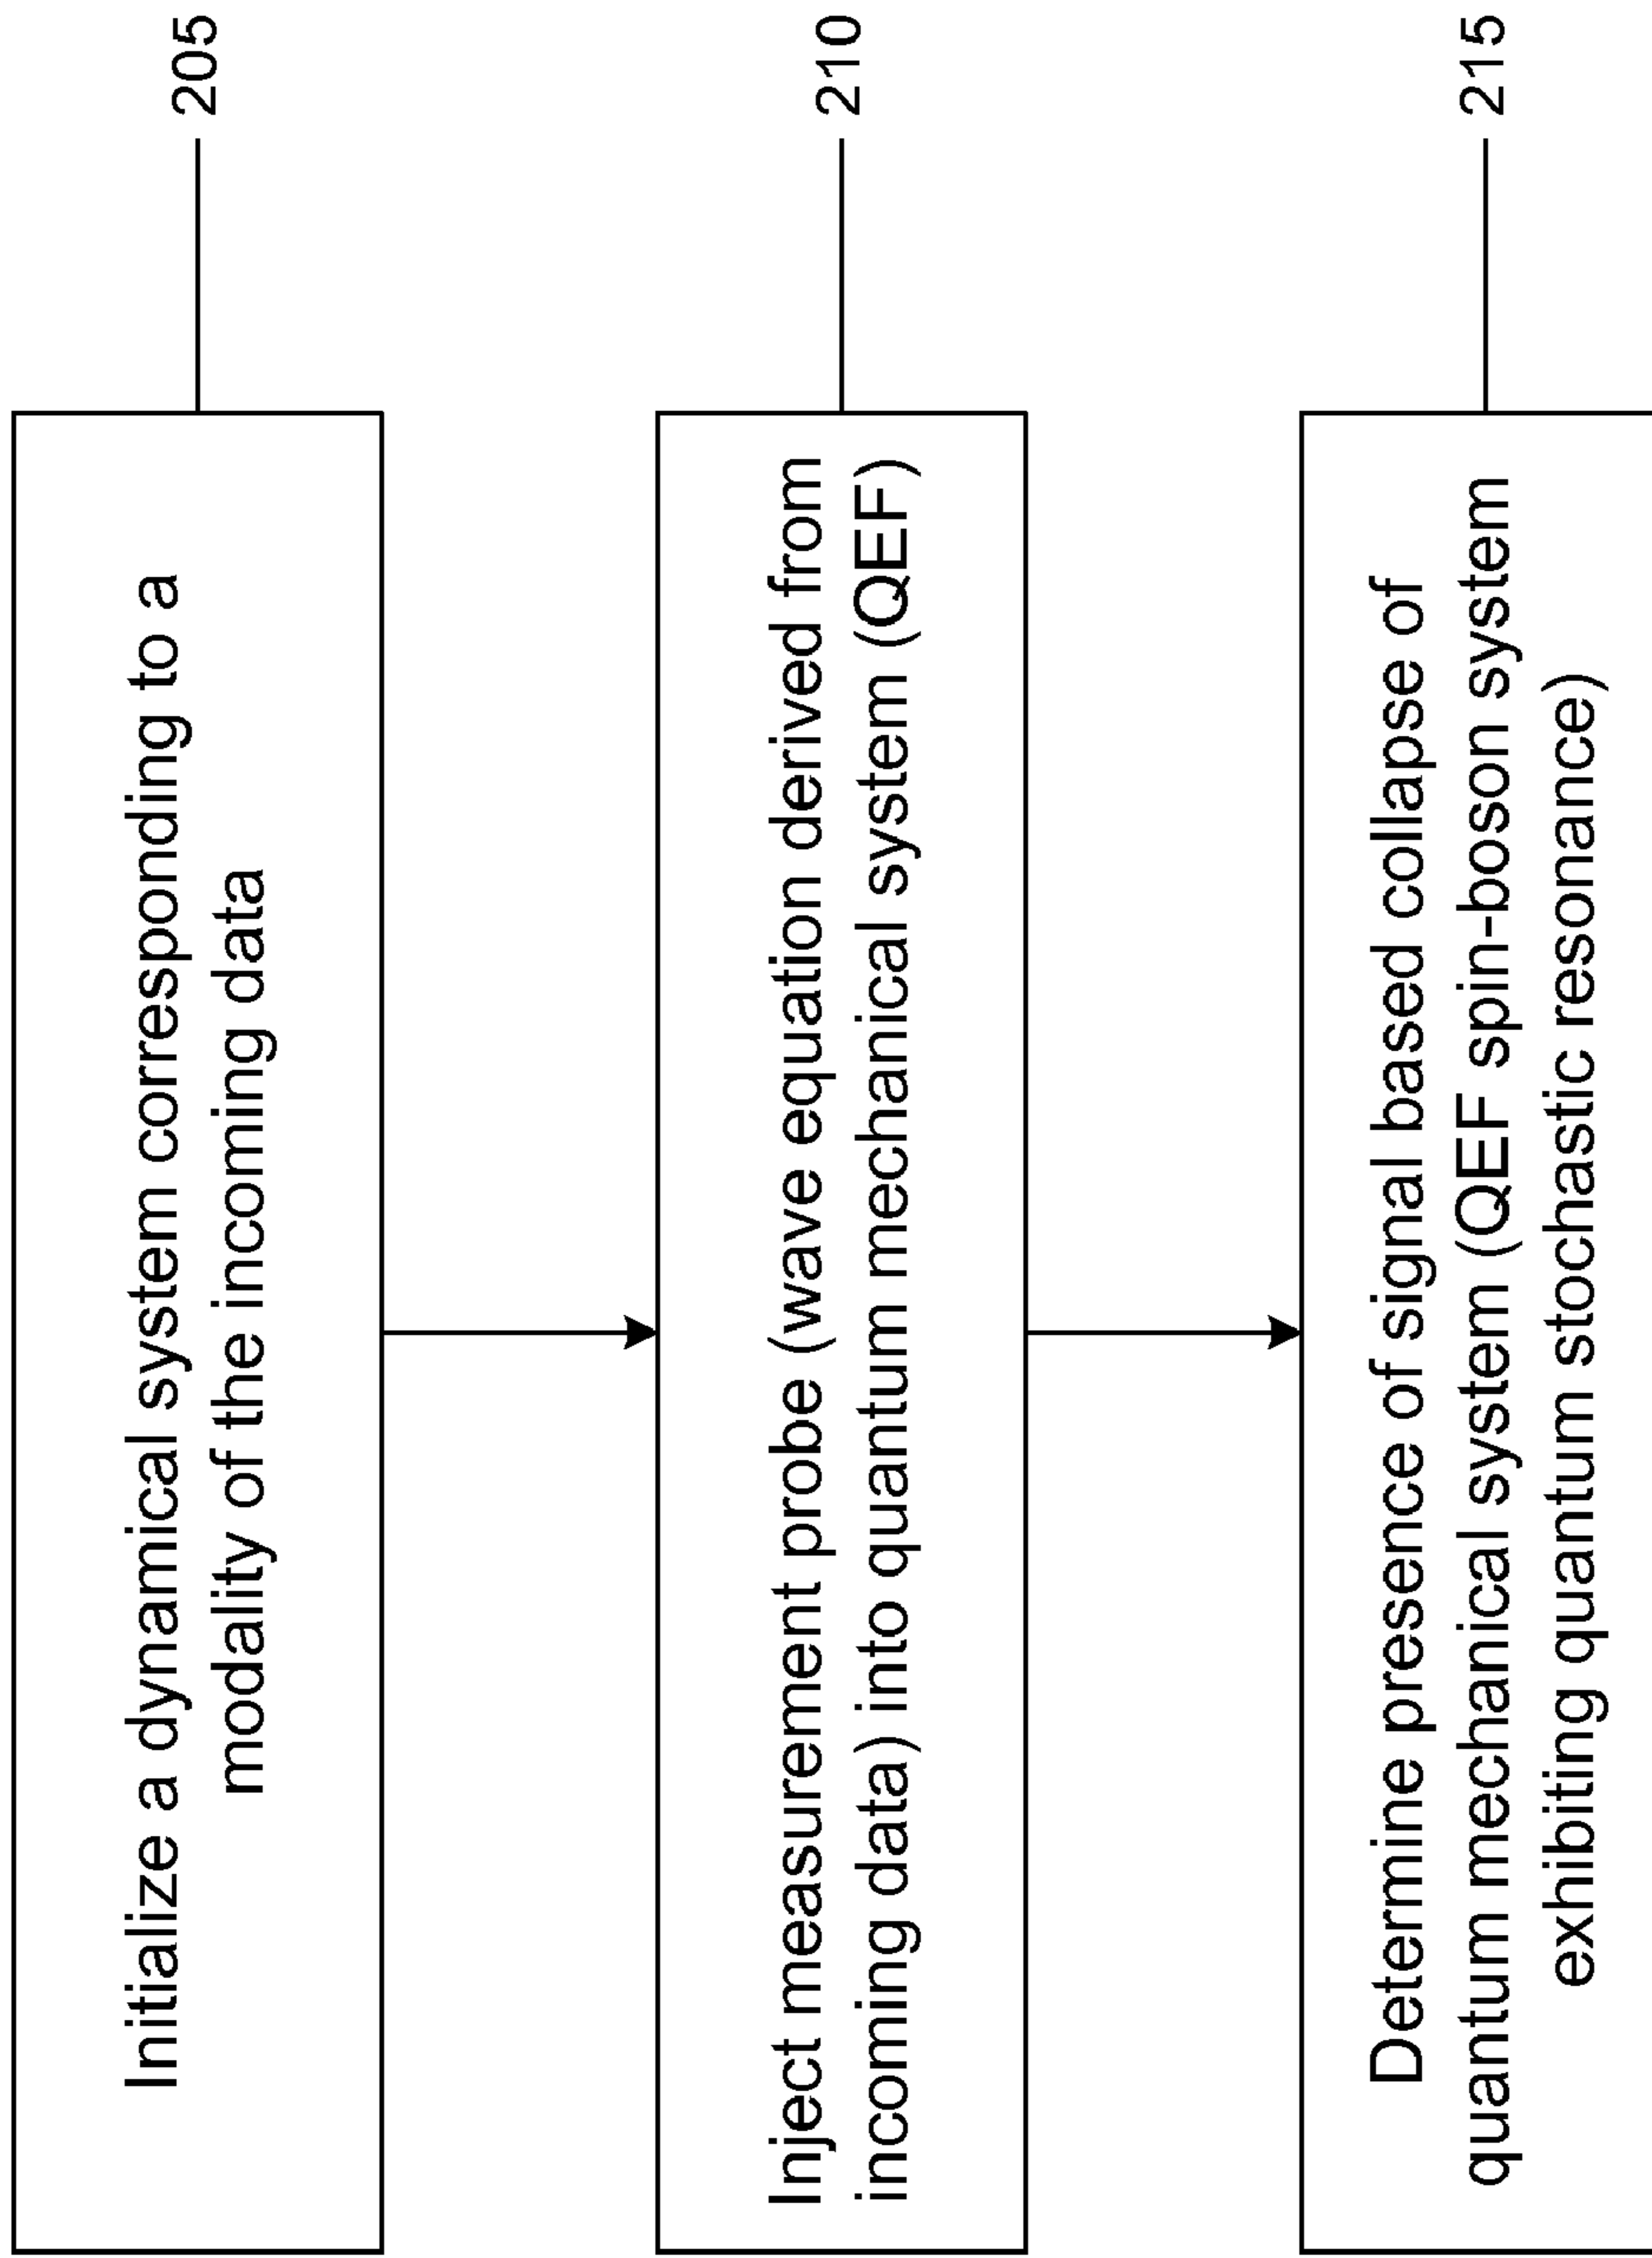 Initialize a dynamical system corresponding to a
modality of the incoming data
205
Inject measurement probe (wave equation derived from
incoming data) into quantum mechanical system (QEF)
210
Determine presence of signal based collapse of
quantum mechanical system (QEF spin-boson system
exhibiting quantum stochastic resonance)
215